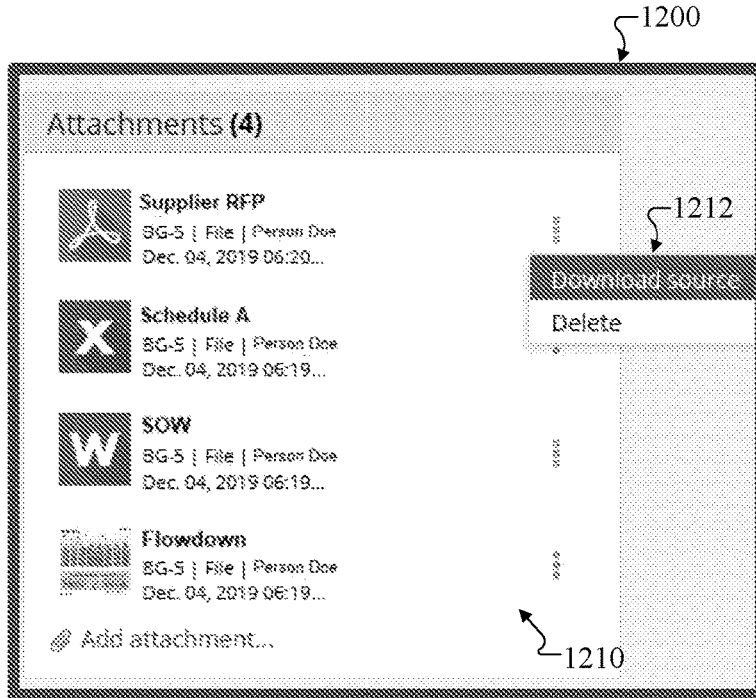 1200
Attachments (4)
Supplier RFP
BG-5 | File | Person Doe
Dec. 04, 2019 06:20...
1212
Download source
Delete
Schedule A
BG-5 | File | Person Doe
Dec. 04, 2019 06:19...
SOW
BG-5 | File | Person Doe
Dec. 04, 2019 06:19...
Flowdown
BG-5 | File | Person Doe
Dec. 04, 2019 06:19...
Add attachment...
1210